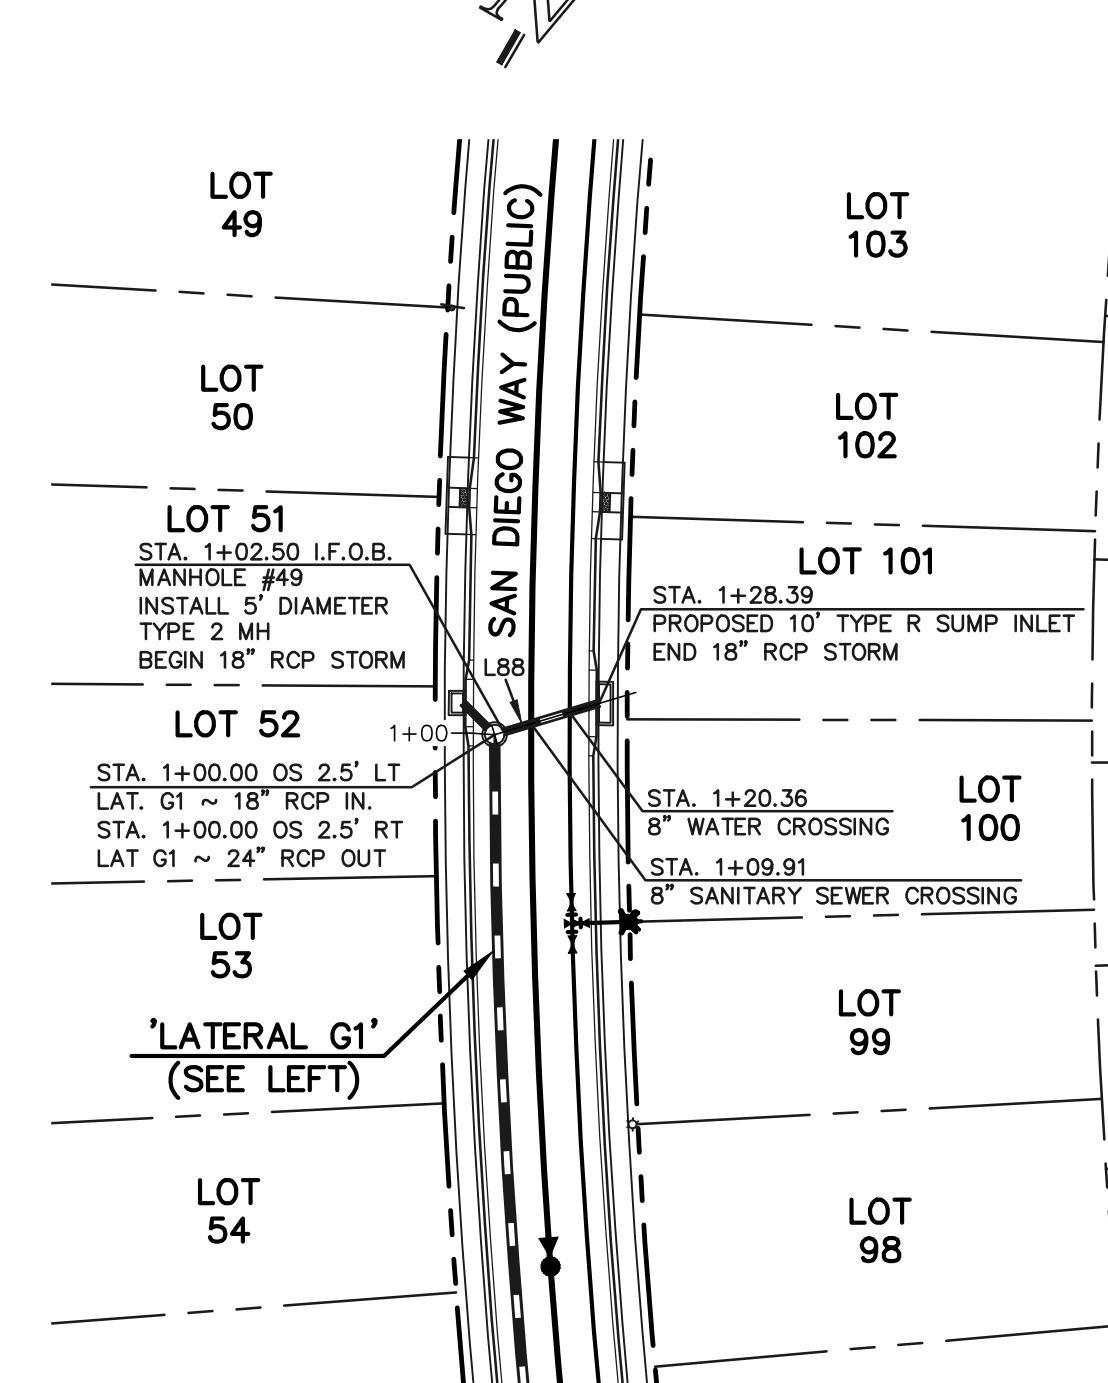 N
LOT
49
LOT
103
SAN DIEGO WAY (PUBLIC)
LOT
50
LOT
102
LOT 51
STA. 1+02.50 I.F.O.B.
MANHOLE #49
INSTALL 5' DIAMETER
TYPE 2 MH
BEGIN 18" RCP STORM
LOT 101
STA. 1+28.39
PROPOSED 10' TYPE R SUMP INLET
END 18" RCP STORM
L88
LOT 52
1+00
STA. 1+00.00 OS 2.5' LT
LAT. G1 ~ 18" RCP IN.
STA. 1+00.00 OS 2.5' RT
LAT G1 ~ 24" RCP OUT
STA. 1+20.36
8" WATER CROSSING
LOT
100
STA. 1+09.91
8" SANITARY SEWER CROSSING
LOT
53
'LATERAL G1'
(SEE LEFT)
LOT
99
LOT
54
LOT
98